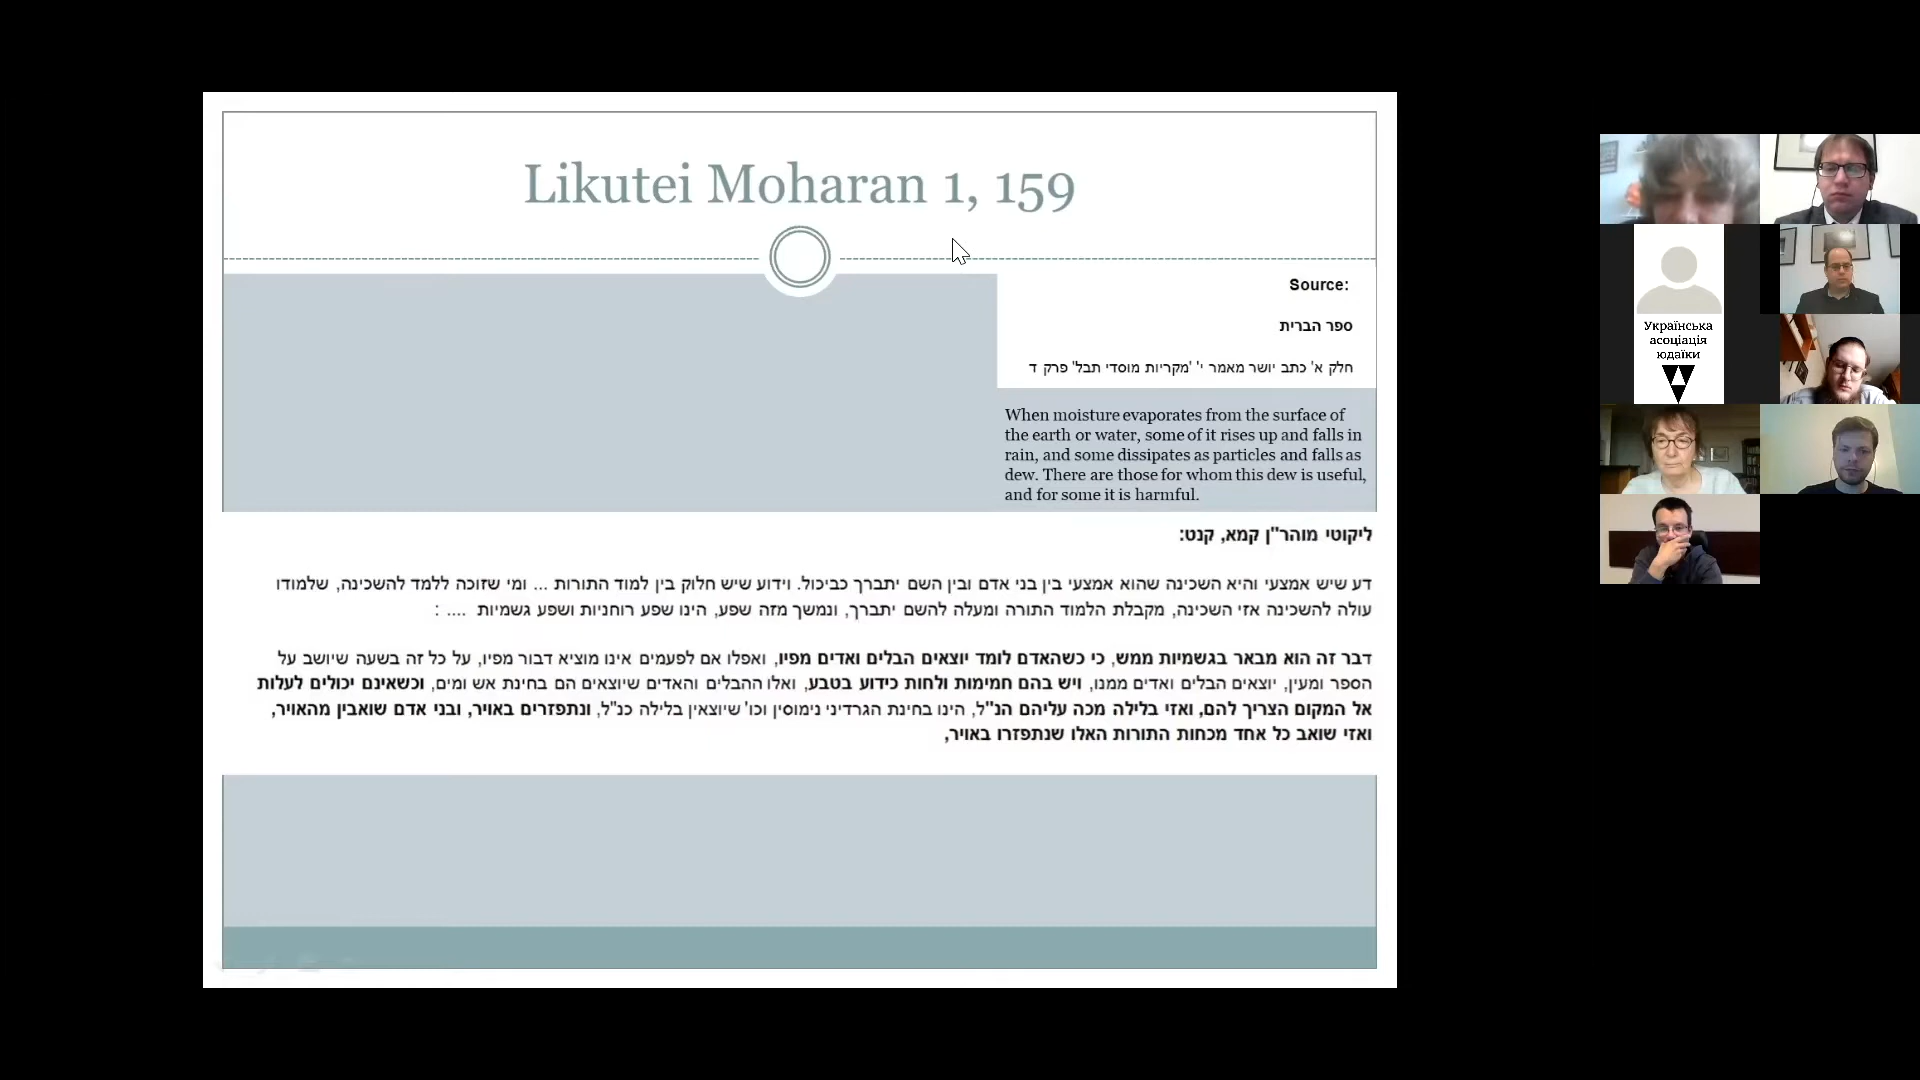 Likutei Moharan 1, 159
Source:
ספר הברית
חלק א' כתב יושר מאמר י' 'מקריות מוסדי תבל' פרק ד
When moisture evaporates from the surface of
the earth or water, some of it rises up and falls in
rain, and some dissipates as particles and falls as
dew. There are those for whom this dew is useful,
and for some it is harmful.
ליקוטי מוהר"ן קמא, קנט:
דע שיש אמצעי והיא השכינה שהוא אמצעי בין בני אדם ובין השם יתברך כביכול. וידוע שיש חלוק בין למוד התורות ... ומי שזוכה ללמד להשכינה, שלמודו
עולה להשכינה אזי השכינה, מקבלת הלמוד התורה ומעלה להשם יתברך, ונמשך מזה שפע, הינו שפע רוחניות ושפע גשמיות .... :
דבר זה הוא מבאר בגשמיות ממש, כי כשהאדם לומד יוצאים הבלים ואדים מפיו, ואפלו אם לפעמים אינו מוציא דבור מפיו, על כל זה בשעה שיושב על
הספר ומעין, יוצאים הבלים ואדים ממנו, ויש בהם חמימות ולחות כידוע בטבע, ואלו ההבלים והאדים שיוצאים הם בחינת אש ומים, וכשאינם יכולים לעלות
אל המקום הצריך להם, ואזי בלילה מכה עליהם הנ"ל, הינו בחינת הגרדיני נימוסין וכו' שיוצאין בלילה כנ"ל, ונתפזרים באויר, ובני אדם שואבין מהאויר,
ואזי שואב כל אחד מכחות התורות האלו שנתפזרו באויר,
Українська
асоціація
юдаїки